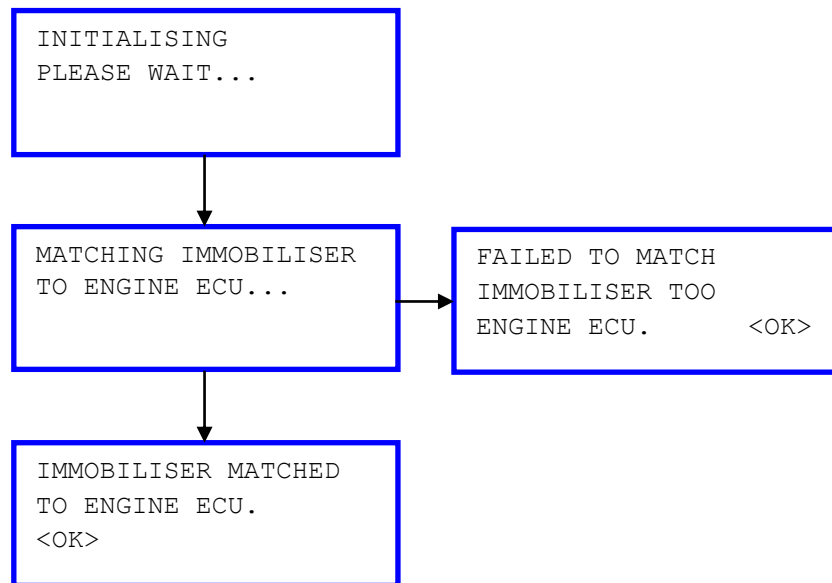 INITIALISING
PLEASE WAIT...
MATCHING IMMOBILISER
TO ENGINE ECU...
FAILED TO MATCH
IMMOBILISER TOO
ENGINE ECU. <OK>
IMMOBILISER MATCHED
TO ENGINE ECU.
<OK>